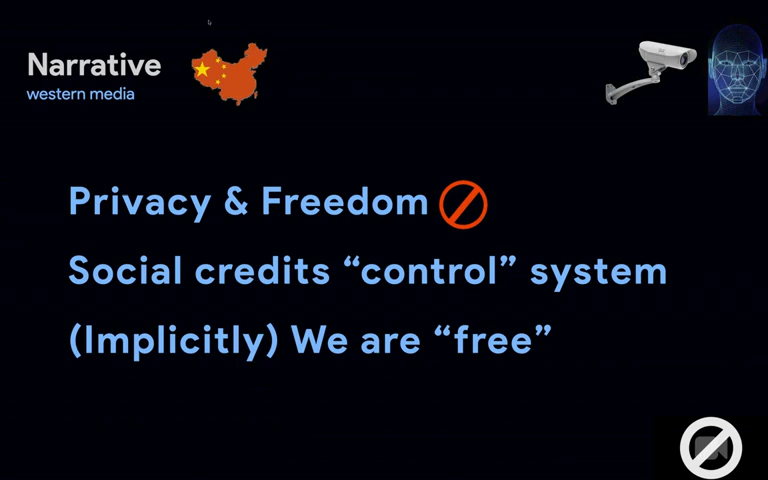 Narrative
western media
Privacy & Freedom
Social credits “control” system
(Implicitly) We are “free”